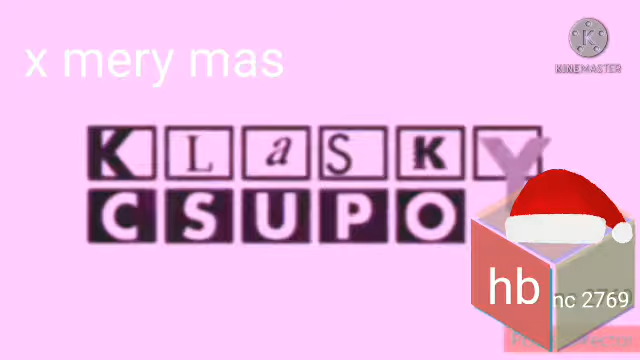 x mery mas
KINEMASTER
KLaSKY
CSUPO
hb
nc 2769